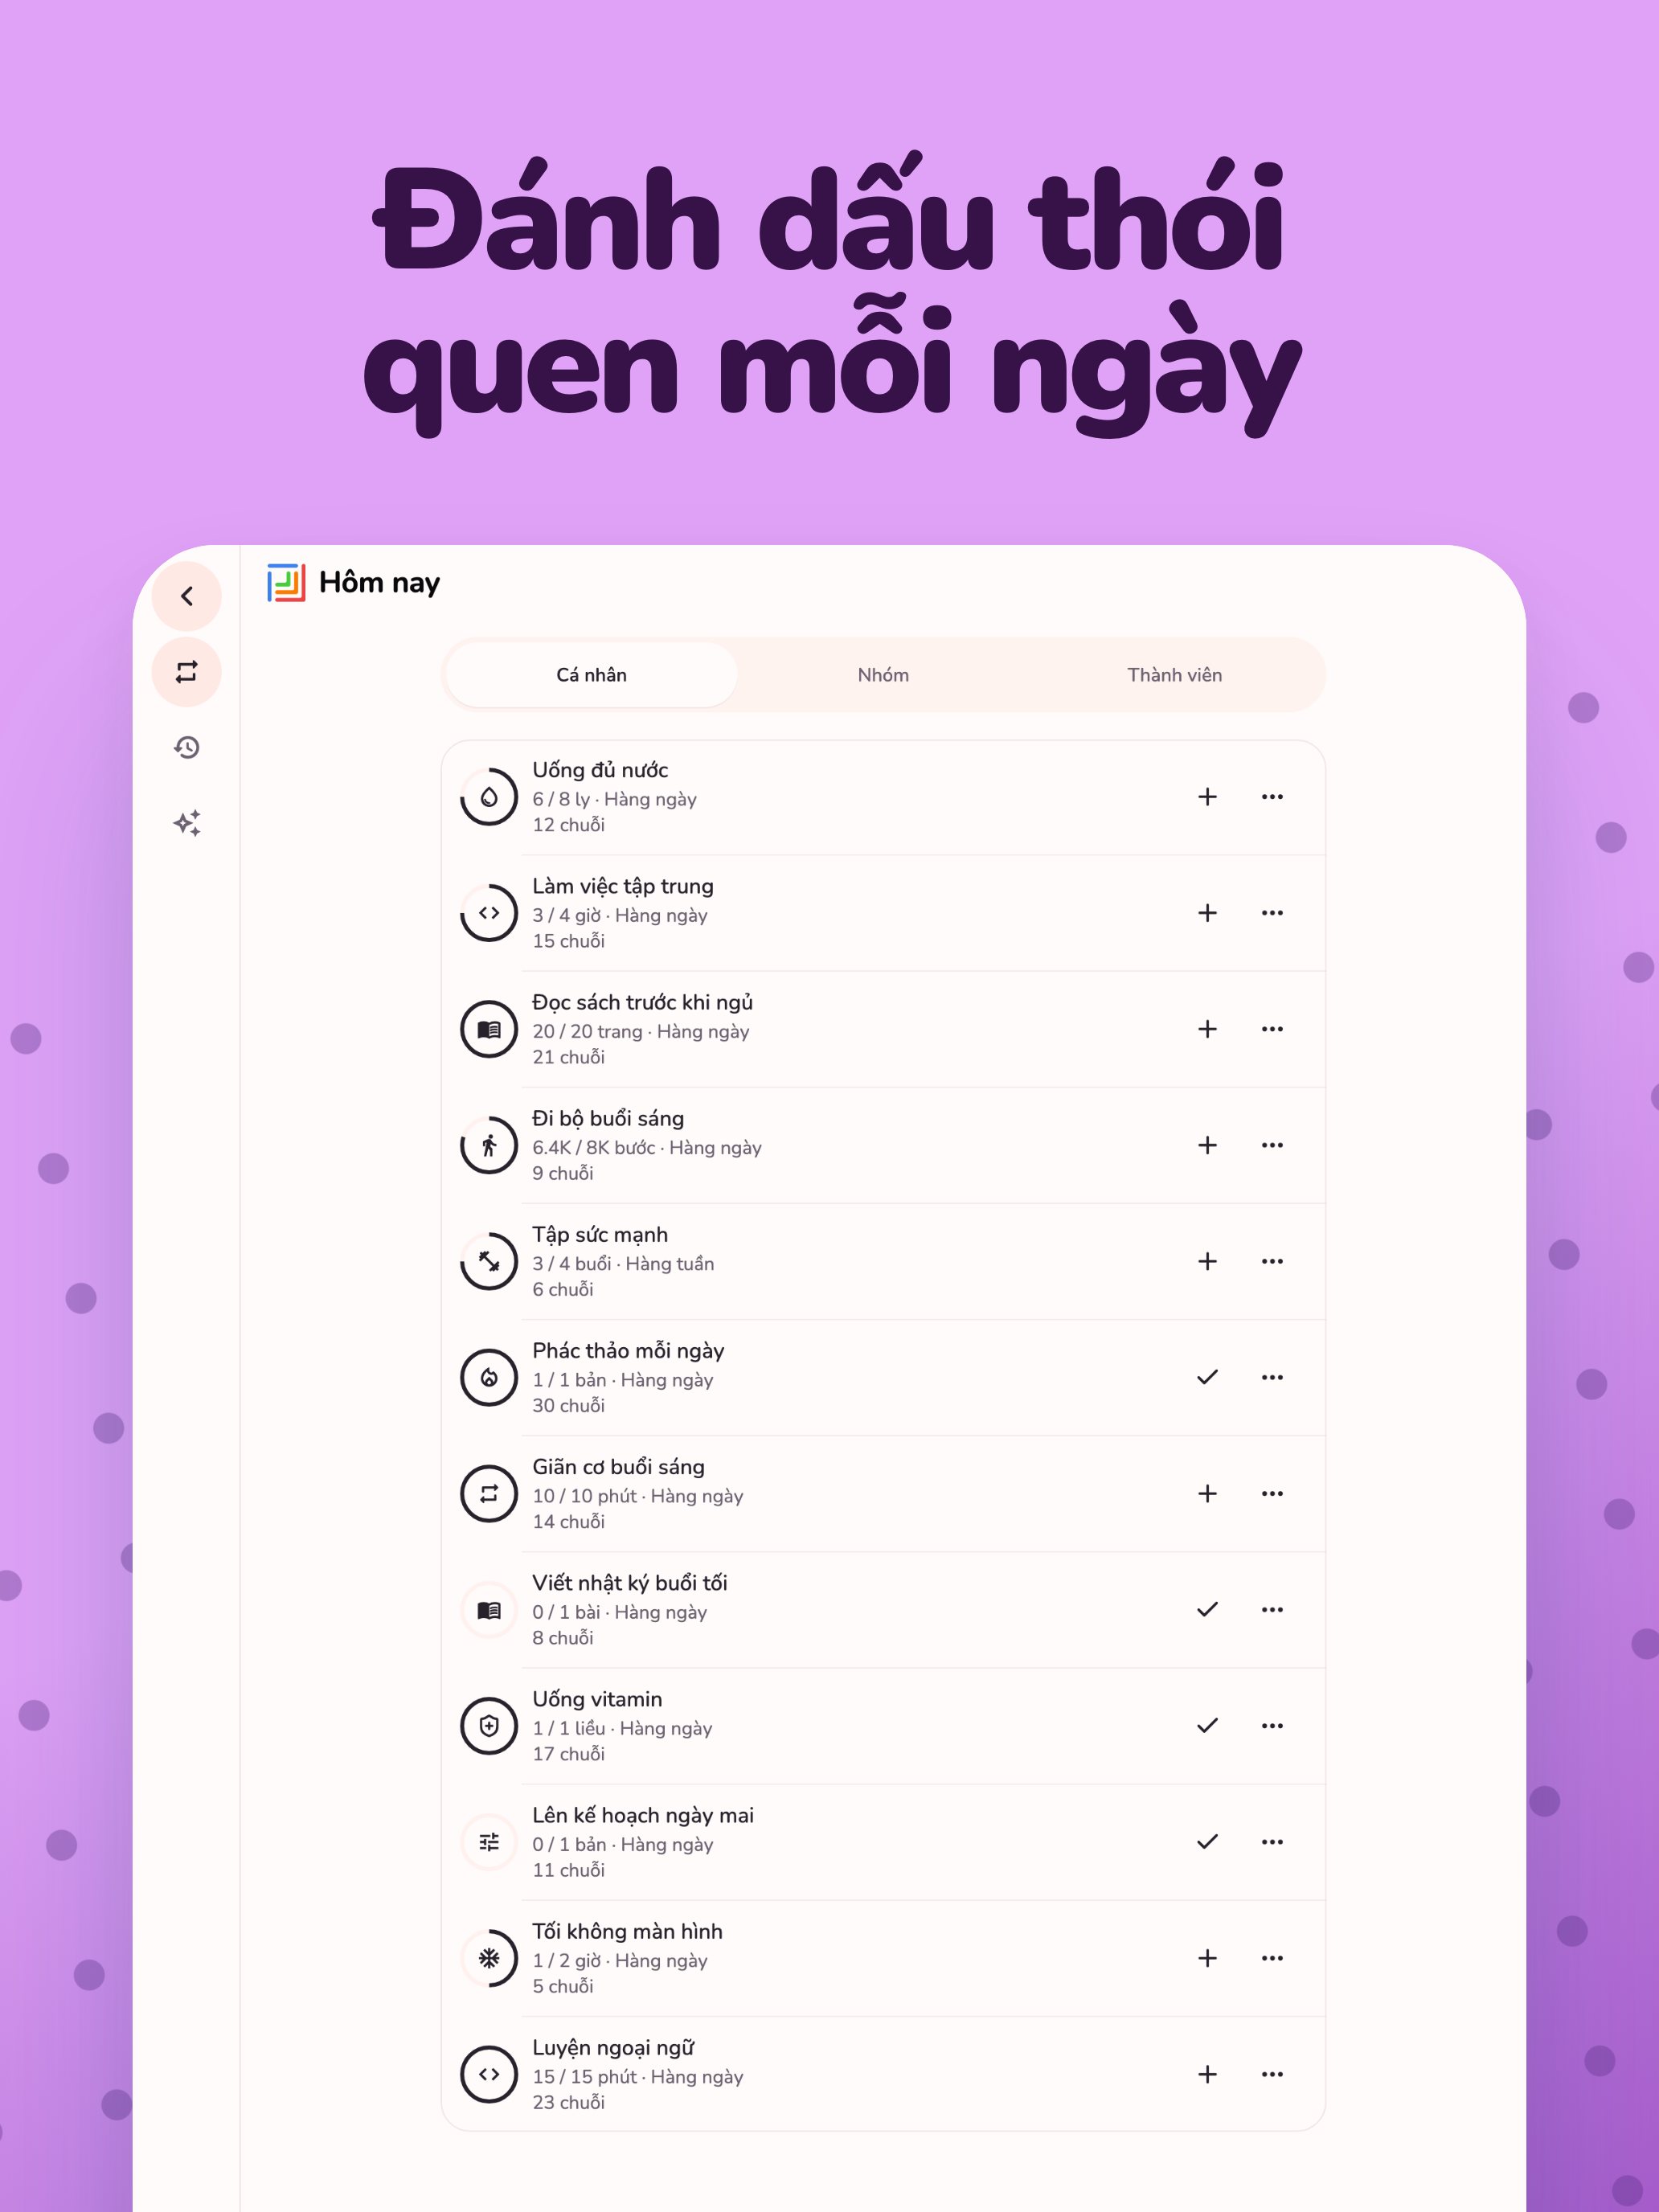 Đánh dấu thói
quen mỗi ngày
Hôm nay
Cá nhân
Nhóm
Thành viên
Uống đủ nước
6 / 8 ly · Hàng ngày
12 chuỗi
Làm việc tập trung
3 / 4 giờ · Hàng ngày
15 chuỗi
Đọc sách trước khi ngủ
20 / 20 trang · Hàng ngày
21 chuỗi
Đi bộ buổi sáng
6.4K / 8K bước · Hàng ngày
9 chuỗi
Tập sức mạnh
3 / 4 buổi · Hàng tuần
6 chuỗi
Phác thảo mỗi ngày
1 / 1 bản · Hàng ngày
30 chuỗi
Giãn cơ buổi sáng
10 / 10 phút · Hàng ngày
14 chuỗi
Viết nhật ký buổi tối
0 / 1 bài · Hàng ngày
8 chuỗi
Uống vitamin
1 / 1 liều · Hàng ngày
17 chuỗi
Lên kế hoạch ngày mai
0 / 1 bản · Hàng ngày
11 chuỗi
Tối không màn hình
1 / 2 giờ · Hàng ngày
5 chuỗi
Luyện ngoại ngữ
15 / 15 phút · Hàng ngày
23 chuỗi